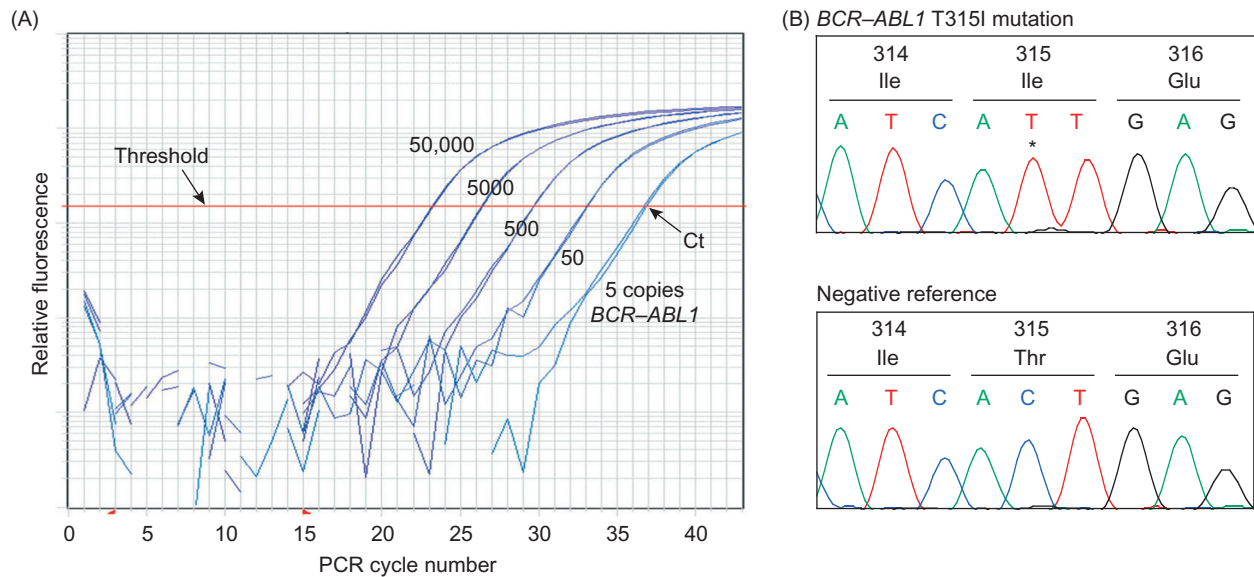 (A)
Threshold
50,000
5000
500
50
5 copies
BCR–ABL1
Ct
Relative fluorescence
0 5 10 15 20 25 30 35 40
PCR cycle number
(B) BCR–ABL1 T315I mutation
314 315 316
Ile Ile Glu
A T C A T T G A G
*
Negative reference
314 315 316
Ile Thr Glu
A T C A C T G A G